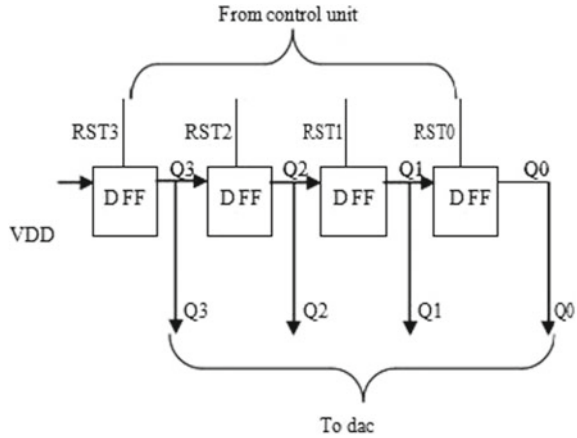 From control unit
RST3 RST2 RST1 RST0
Q3 Q2 Q1 Q0
DFF DFF DFF DFF
VDD
Q3 Q2 Q1 Q0
To dac